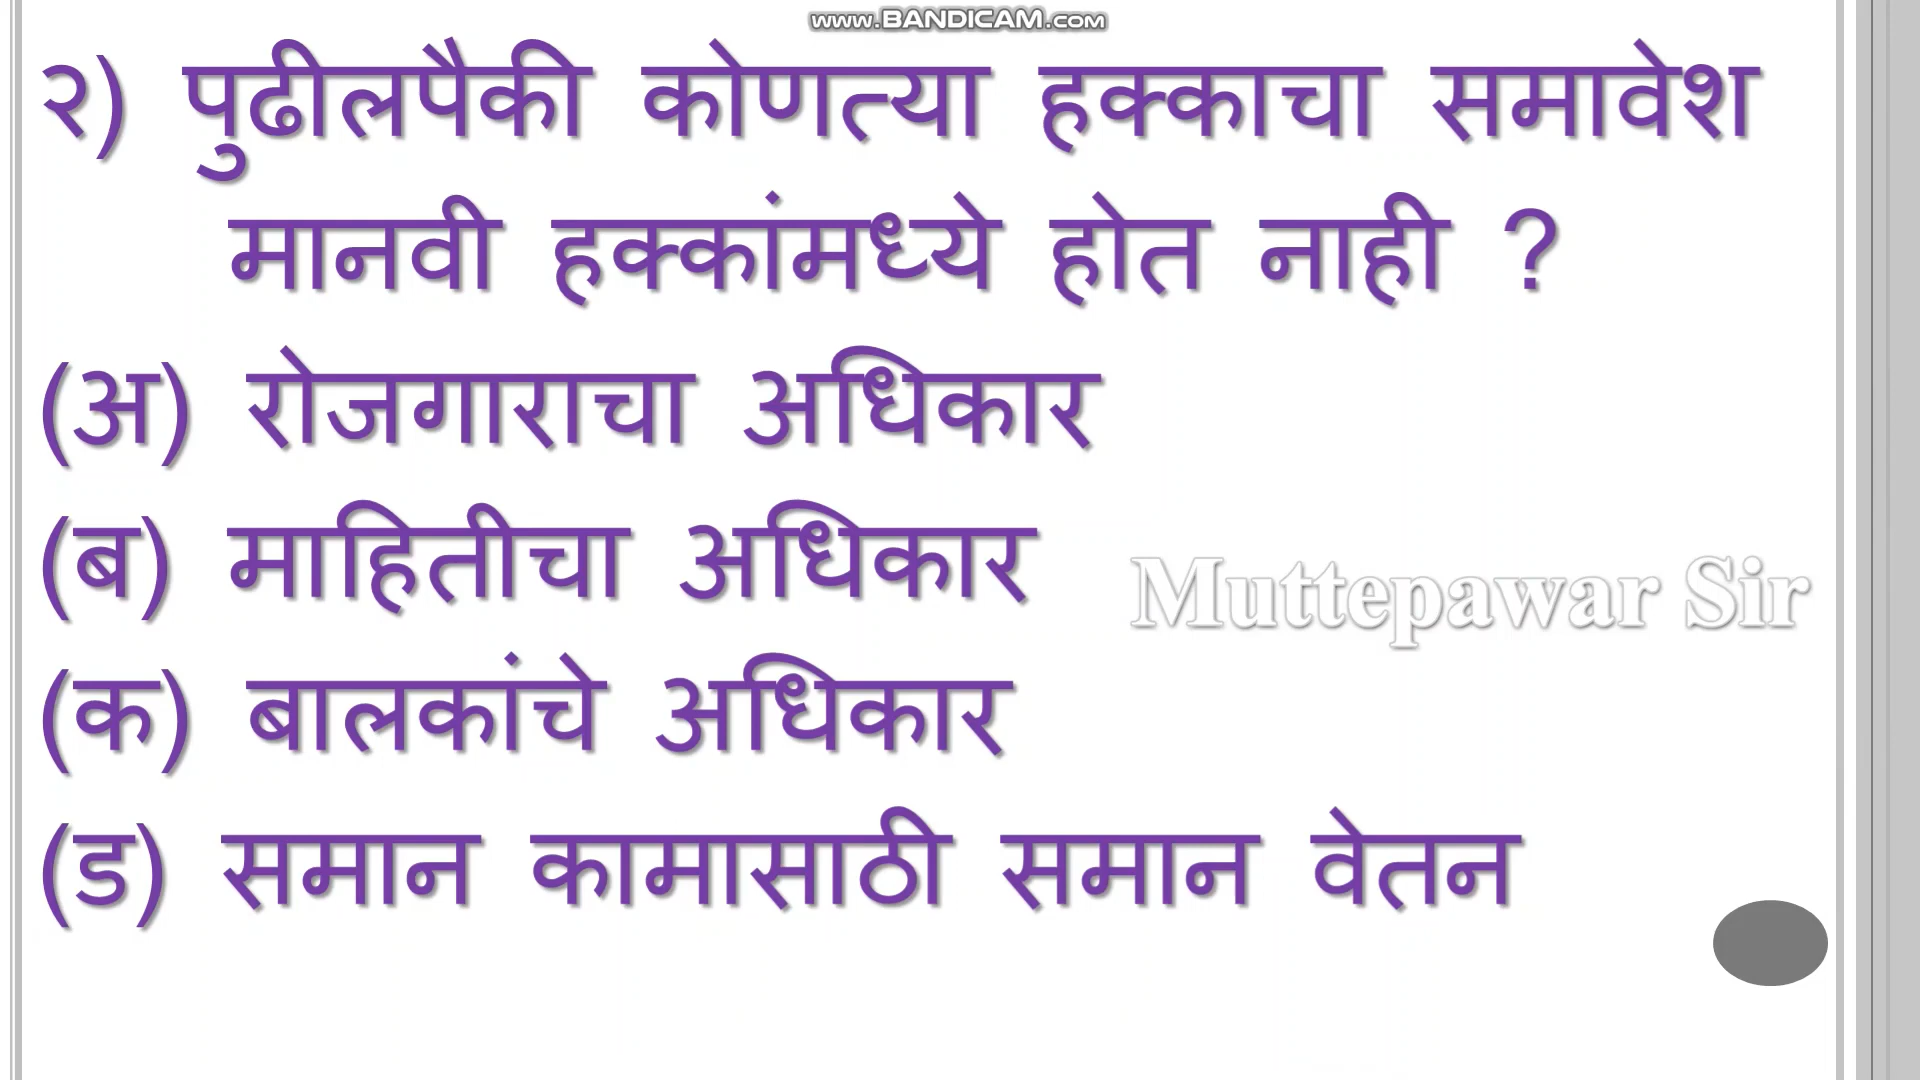 www.BANDICAM.com
२) पुढीलपैकी कोणत्या हक्काचा समावेश
मानवी हक्कांमध्ये होत नाही ?
(अ) रोजगाराचा अधिकार
(ब) माहितीचा अधिकार
Muttepawar Sir
(क) बालकांचे अधिकार
(ड) समान कामासाठी समान वेतन